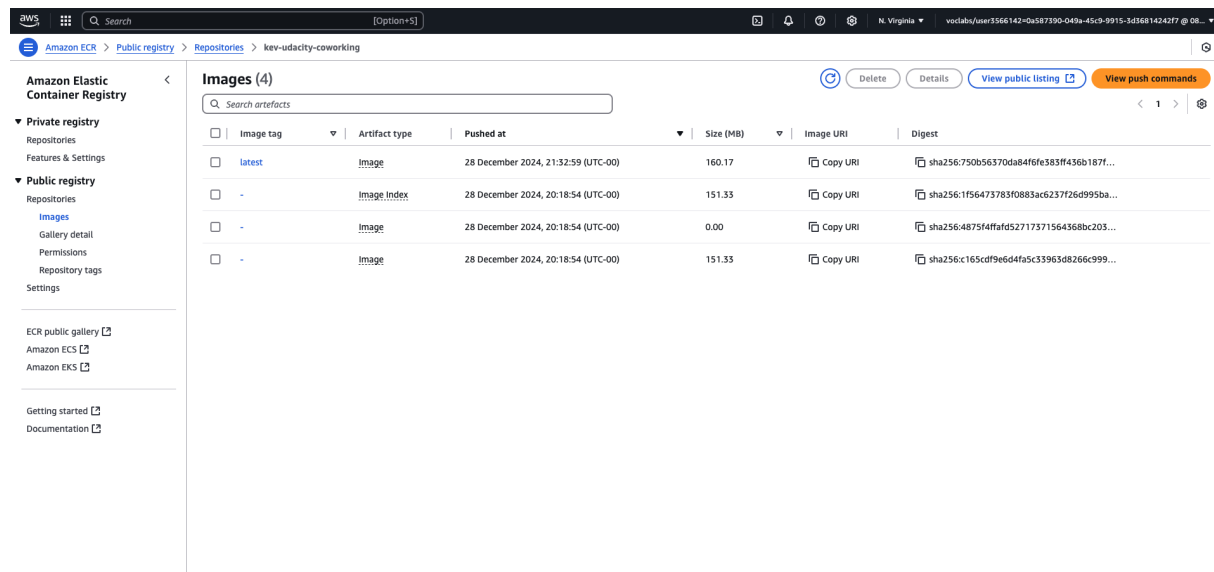 aws
Search [Option+S] N. Virginia voclabs/user3566142=0a587390-049a-45c9-9915-3d36814242f7 @ 08...
Amazon ECR > Public registry > Repositories > kev-udacity-coworking
Amazon Elastic
Container Registry
Private registry
Repositories
Features & Settings
Public registry
Repositories
Images
Gallery detail
Permissions
Repository tags
Settings
ECR public gallery
Amazon ECS
Amazon EKS
Getting started
Documentation
Images (4)
Delete Details View public listing View push commands
Search artefacts
< 1 >
Image tag Artifact type Pushed at Size (MB) Image URI Digest
latest Image 28 December 2024, 21:32:59 (UTC-00) 160.17 Copy URI sha256:750b56370da84f6fe383ff436b187f...
- Image Index 28 December 2024, 20:18:54 (UTC-00) 151.33 Copy URI sha256:1f56473783f0883ac6237f26d995ba...
- Image 28 December 2024, 20:18:54 (UTC-00) 0.00 Copy URI sha256:4875f4ffafd52717371564368bc203...
- Image 28 December 2024, 20:18:54 (UTC-00) 151.33 Copy URI sha256:c165cdf9e6d4fa5c33963d8266c999...